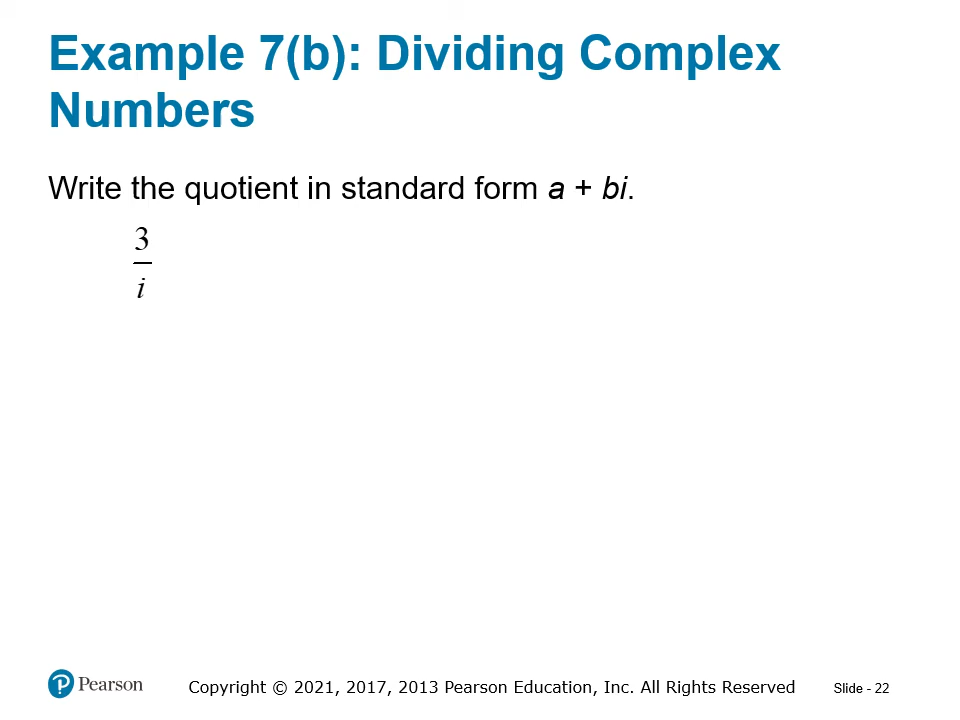 Example 7(b): Dividing Complex
Numbers
Write the quotient in standard form a + bi.
3
i
Pearson
Copyright © 2021, 2017, 2013 Pearson Education, Inc. All Rights Reserved
Slide - 22